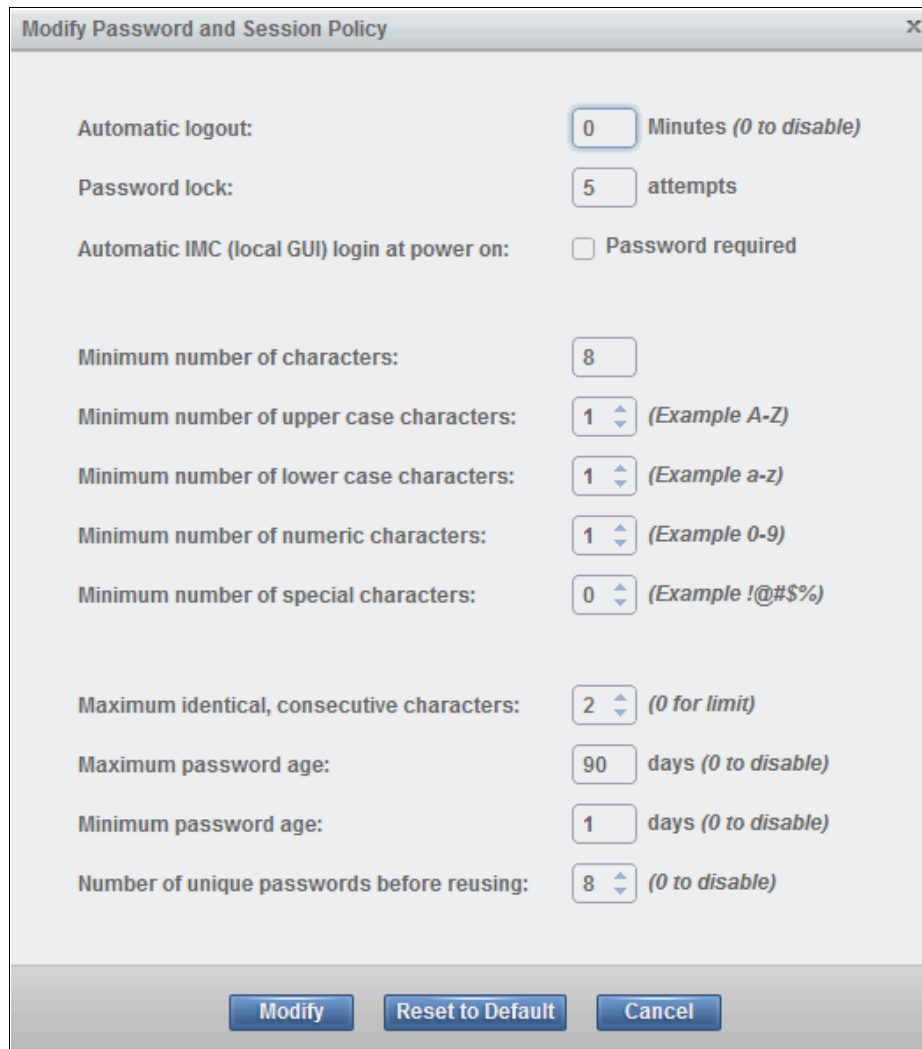 Modify Password and Session Policy x
Automatic logout: 0 Minutes (0 to disable)
Password lock: 5 attempts
Automatic IMC (local GUI) login at power on: Password required
Minimum number of characters: 8
Minimum number of upper case characters: 1 (Example A-Z)
Minimum number of lower case characters: 1 (Example a-z)
Minimum number of numeric characters: 1 (Example 0-9)
Minimum number of special characters: 0 (Example !@#$%)
Maximum identical, consecutive characters: 2 (0 for limit)
Maximum password age: 90 days (0 to disable)
Minimum password age: 1 days (0 to disable)
Number of unique passwords before reusing: 8 (0 to disable)
Modify Reset to Default Cancel